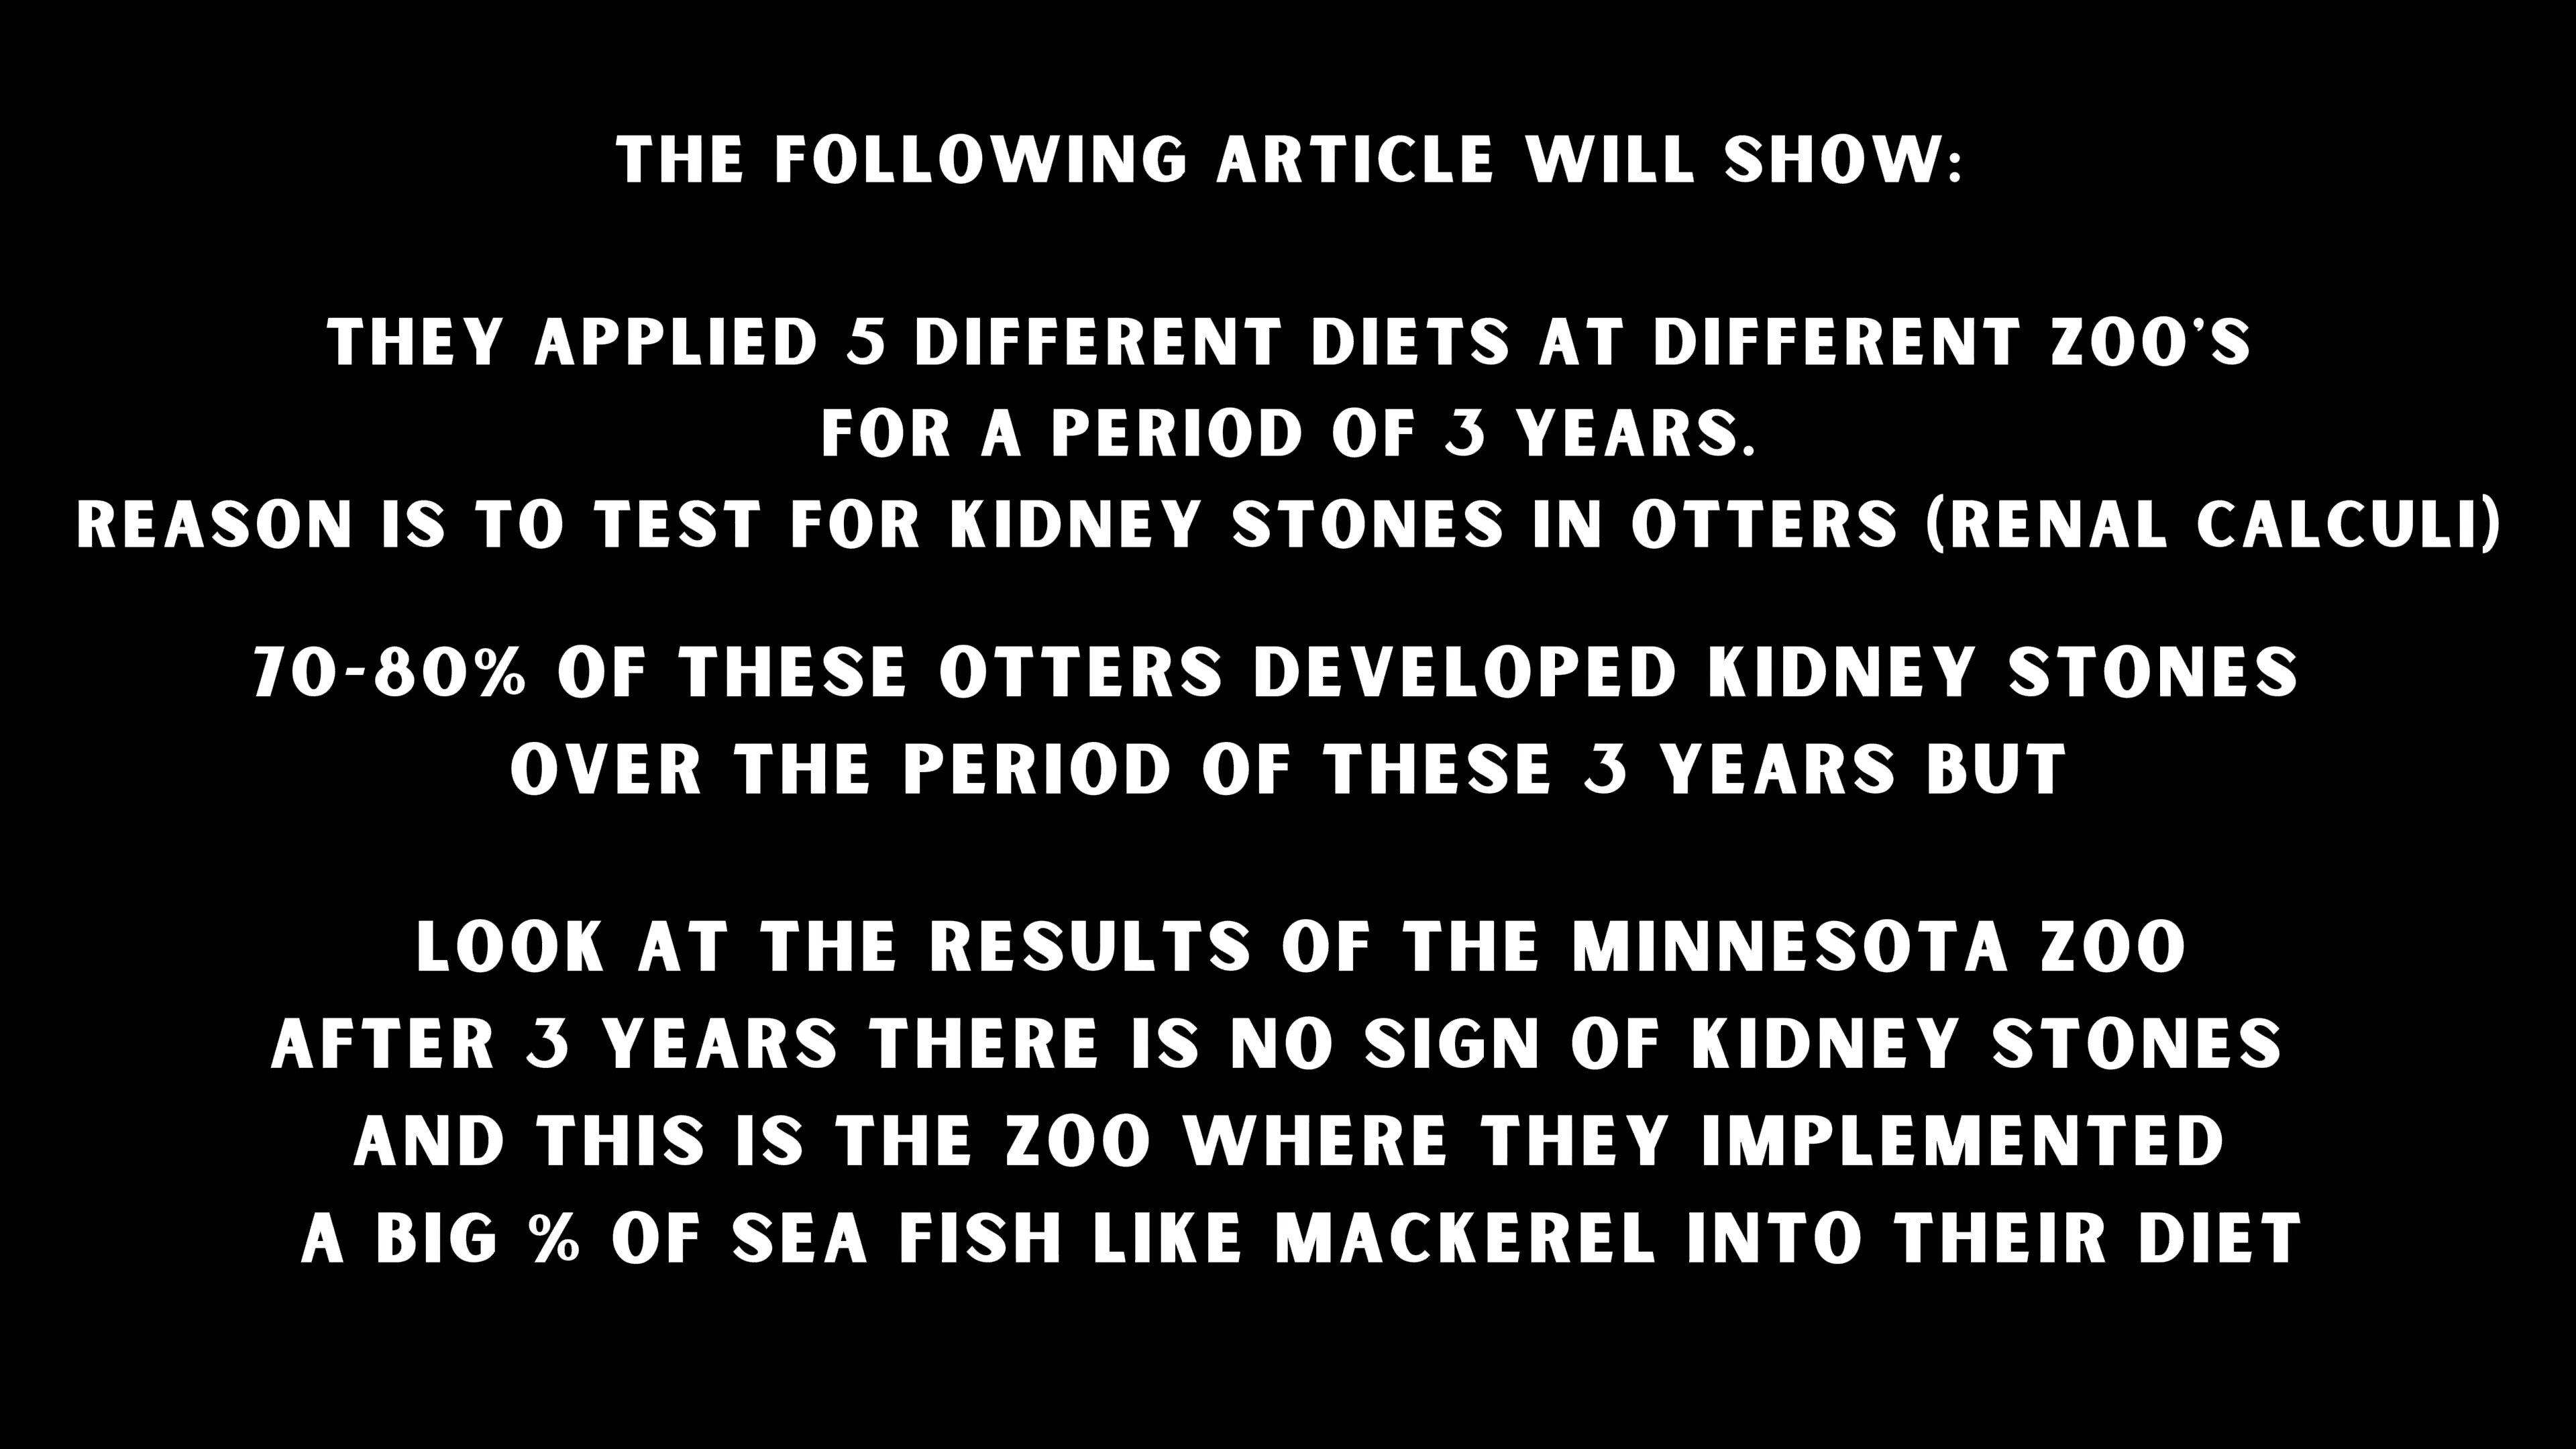 THE FOLLOWING ARTICLE WILL SHOW:
THEY APPLIED 5 DIFFERENT DIETS AT DIFFERENT ZOO'S
FOR A PERIOD OF 3 YEARS.
REASON IS TO TEST FOR KIDNEY STONES IN OTTERS (RENAL CALCULI)
70-80% OF THESE OTTERS DEVELOPED KIDNEY STONES
OVER THE PERIOD OF THESE 3 YEARS BUT
LOOK AT THE RESULTS OF THE MINNESOTA ZOO
AFTER 3 YEARS THERE IS NO SIGN OF KIDNEY STONES
AND THIS IS THE ZOO WHERE THEY IMPLEMENTED
A BIG % OF SEA FISH LIKE MACKEREL INTO THEIR DIET